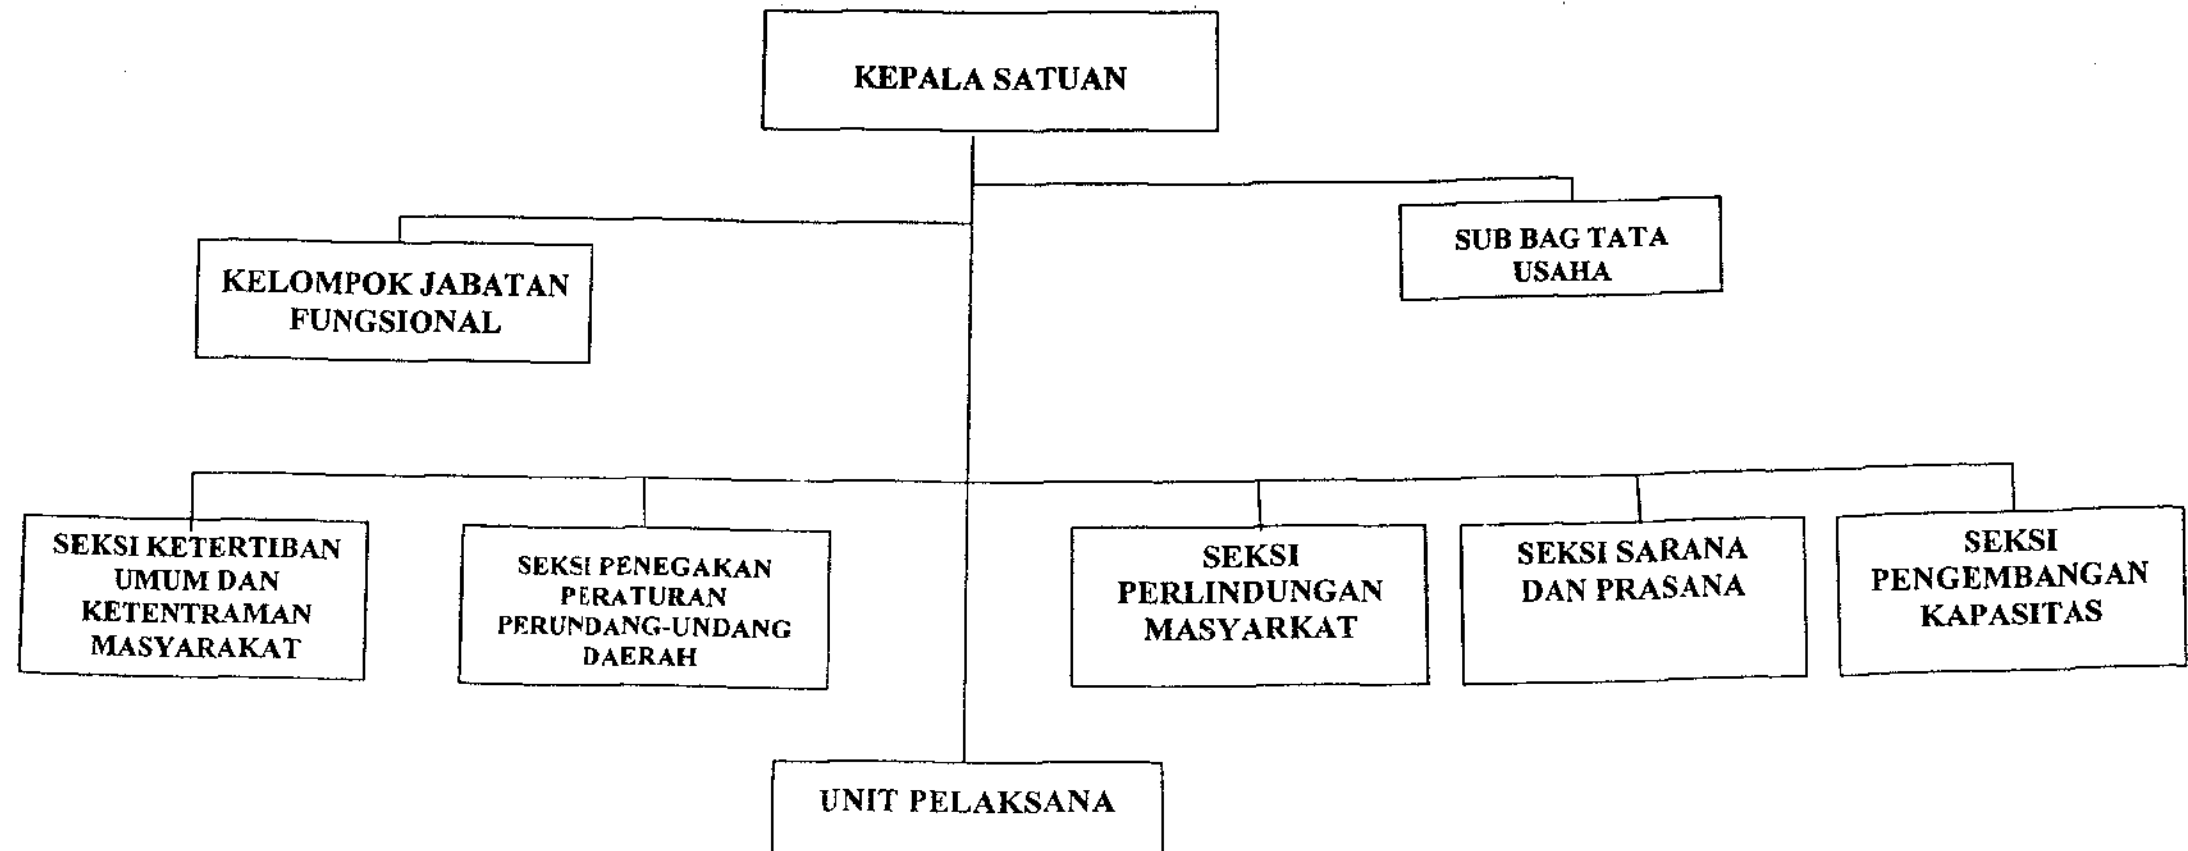 KEPALA SATUAN
SUB BAG TATA
USAHA
KELOMPOK JABATAN
FUNGSIONAL
SEKSI KETERTIBAN
UMUM DAN
KETENTRAMAN
MASYARAKAT
SEKSI PENEGAKAN
PERATURAN
PERUNDANG-UNDANG
DAERAH
SEKSI
PERLINDUNGAN
MASYARKAT
SEKSI SARANA
DAN PRASANA
SEKSI
PENGEMBANGAN
KAPASITAS
UNIT PELAKSANA